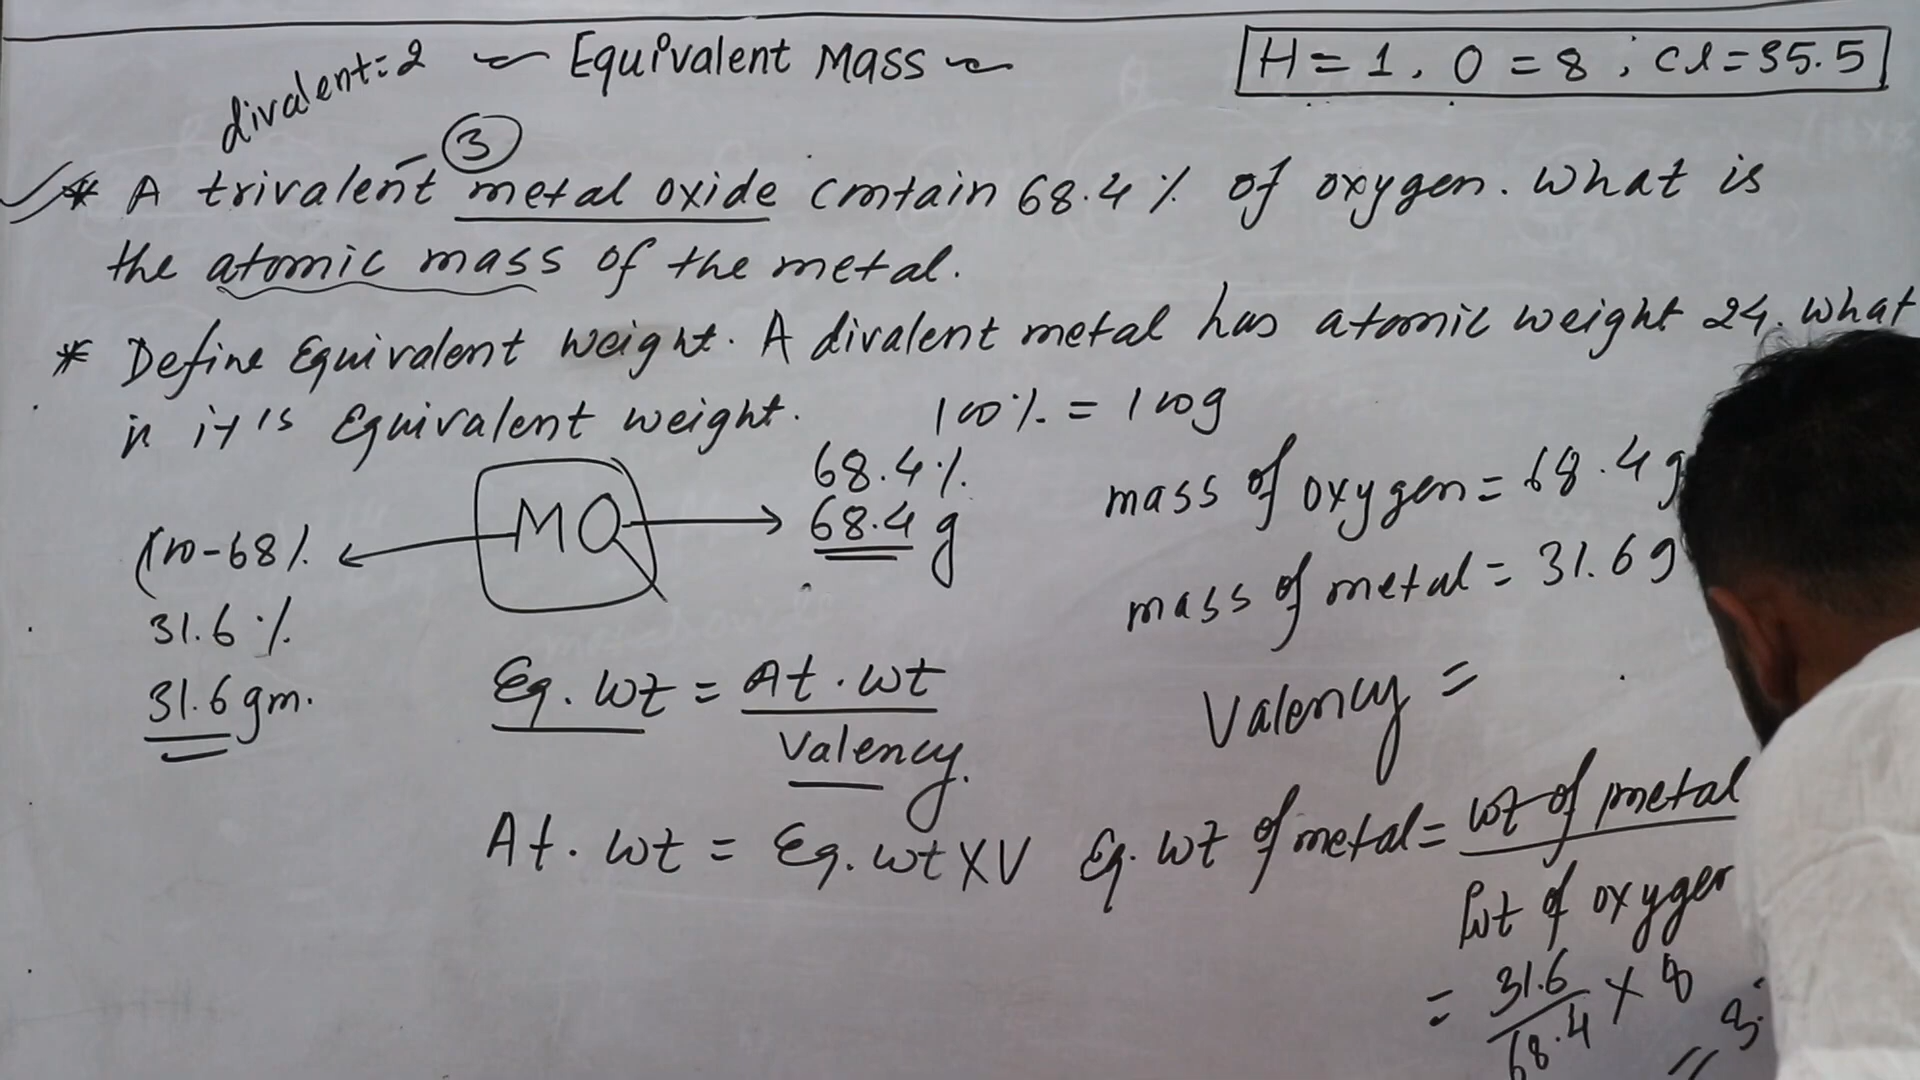 divalent=2
Equivalent Mass
H = 1, O = 8 ; Cl = 35.5
3
* A trivalent metal oxide contain 68.4 % of oxygen. What is
the atomic mass of the metal.
* Define Equivalent Weight. A divalent metal has atomic weight 24. What
is it's Equivalent weight.
100% = 100g
MO
68.4%
68.4 g
(100-68%
31.6 %
31.6 gm.
mass of oxygen = 68.4 g
mass of metal = 31.6 g
Valency =
Eq. wt = At. wt
Valency.
At. wt = Eq. wt X V
Eq. wt of metal = wt of metal
wt of oxygen
= 31.6 X 8
68.4
= 3.